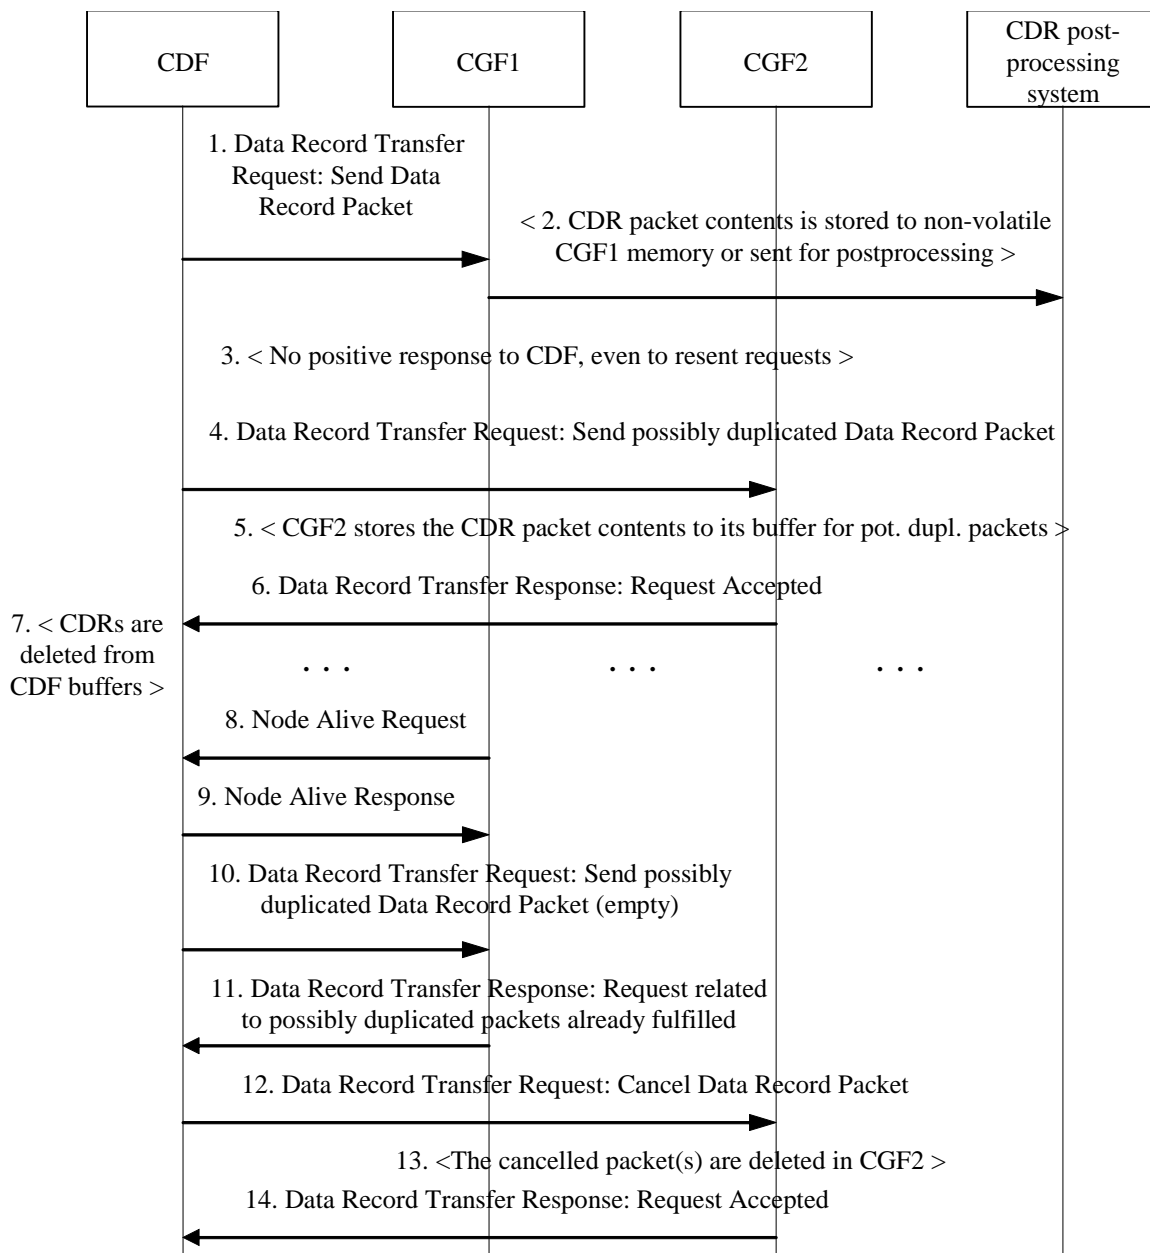 CDF
CGF1
CGF2
CDR post-
processing
system
1. Data Record Transfer
Request: Send Data
Record Packet
< 2. CDR packet contents is stored to non-volatile
CGF1 memory or sent for postprocessing >
3. < No positive response to CDF, even to resent requests >
4. Data Record Transfer Request: Send possibly duplicated Data Record Packet
5. < CGF2 stores the CDR packet contents to its buffer for pot. dupl. packets >
6. Data Record Transfer Response: Request Accepted
7. < CDRs are
deleted from
CDF buffers >
. . .
. . .
. . .
8. Node Alive Request
9. Node Alive Response
10. Data Record Transfer Request: Send possibly
duplicated Data Record Packet (empty)
11. Data Record Transfer Response: Request related
to possibly duplicated packets already fulfilled
12. Data Record Transfer Request: Cancel Data Record Packet
13. <The cancelled packet(s) are deleted in CGF2 >
14. Data Record Transfer Response: Request Accepted